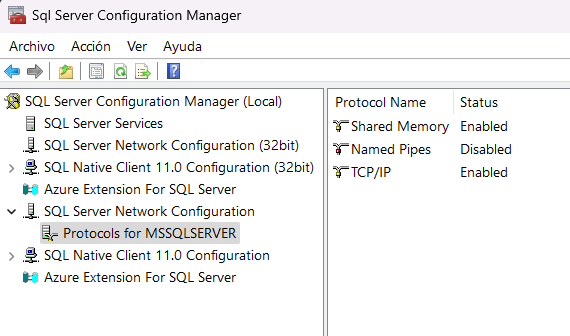 Sql Server Configuration Manager
Archivo Acción Ver Ayuda
SQL Server Configuration Manager (Local)
SQL Server Services
SQL Server Network Configuration (32bit)
SQL Native Client 11.0 Configuration (32bit)
Azure Extension For SQL Server
SQL Server Network Configuration
Protocols for MSSQLSERVER
SQL Native Client 11.0 Configuration
Azure Extension For SQL Server
Protocol Name Status
Shared Memory Enabled
Named Pipes Disabled
TCP/IP Enabled